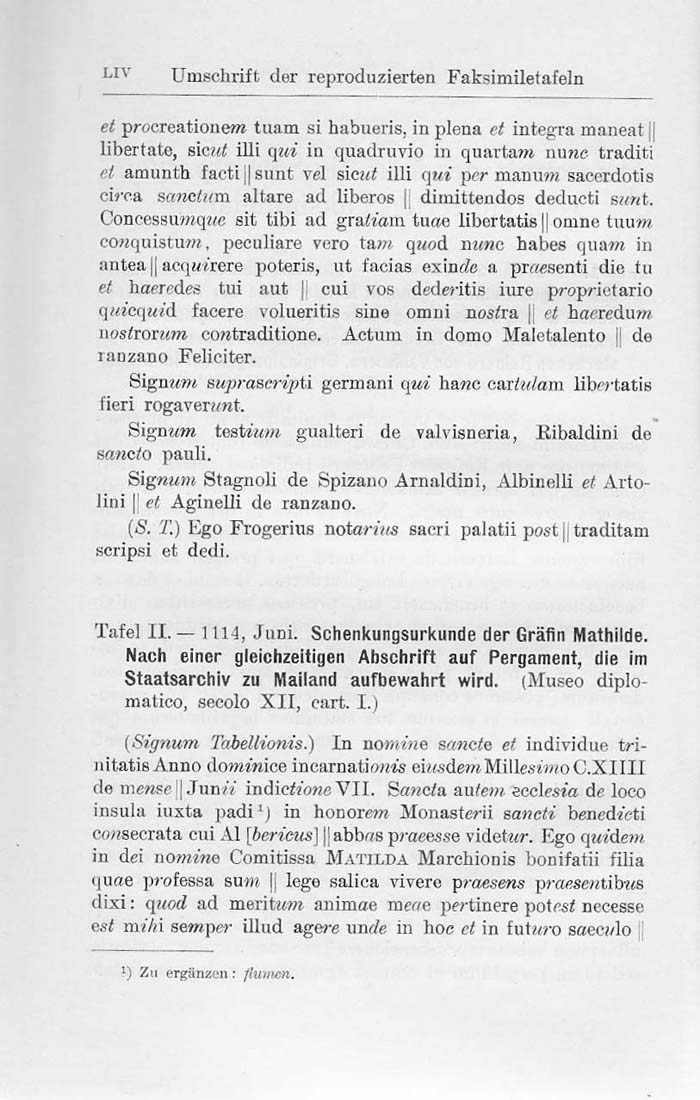 LIV Umschrift der reproduzierten Faksimiletafeln
et procreationem tuam si habueris, in plena et integra maneat ||
libertate, sicut illi qui in quadruvio in quartam nunc traditi
et amunth facti || sunt vel sicut illi qui per manum sacerdotis
circa sanctum altare ad liberos || dimittendos deducti sunt.
Concessumque sit tibi ad gratiam tuae libertatis || omne tuum
conquistum, peculiare vero tam quod nunc habes quam in
antea || acquirere poteris, ut facias exinde a praesenti die tu
et haeredes tui aut || cui vos dederitis iure proprietario
quicquid facere volueritis sine omni nostra || et haeredum
nostrorum contraditione. Actum in domo Maletalento || de
ranzano Feliciter.
Signum suprascripti germani qui hanc cartulam libertatis
fieri rogaverunt.
Signum testium gualteri de valvisneria, Ribaldini de
sancto pauli.
Signum Stagnoli de Spizano Arnaldini, Albinelli et Arto-
lini || et Aginelli de ranzano.
(S. T.) Ego Frogerius notarius sacri palatii post || traditam
scripsi et dedi.
Tafel II. — 1114, Juni. Schenkungsurkunde der Gräfin Mathilde.
Nach einer gleichzeitigen Abschrift auf Pergament, die im
Staatsarchiv zu Mailand aufbewahrt wird. (Museo diplo-
matico, secolo XII, cart. I.)
(Signum Tabellionis.) In nomine sancte et individue tri-
nitatis Anno dominice incarnationis eiusdem Millesimo C.XIIII
de mense || Junii indictione VII. Sancta autem ecclesia de loco
insula iuxta padi ¹) in honorem Monasterii sancti benedicti
consecrata cui Al [bericus] || abbas praeesse videtur. Ego quidem
in dei nomine Comitissa MATILDA Marchionis bonifatii filia
quae professa sum || lege salica vivere praesens praesentibus
dixi: quod ad meritum animae meae pertinere potest necesse
est mihi semper illud agere unde in hoc et in futuro saeculo ||
¹) Zu ergänzen: flumen.